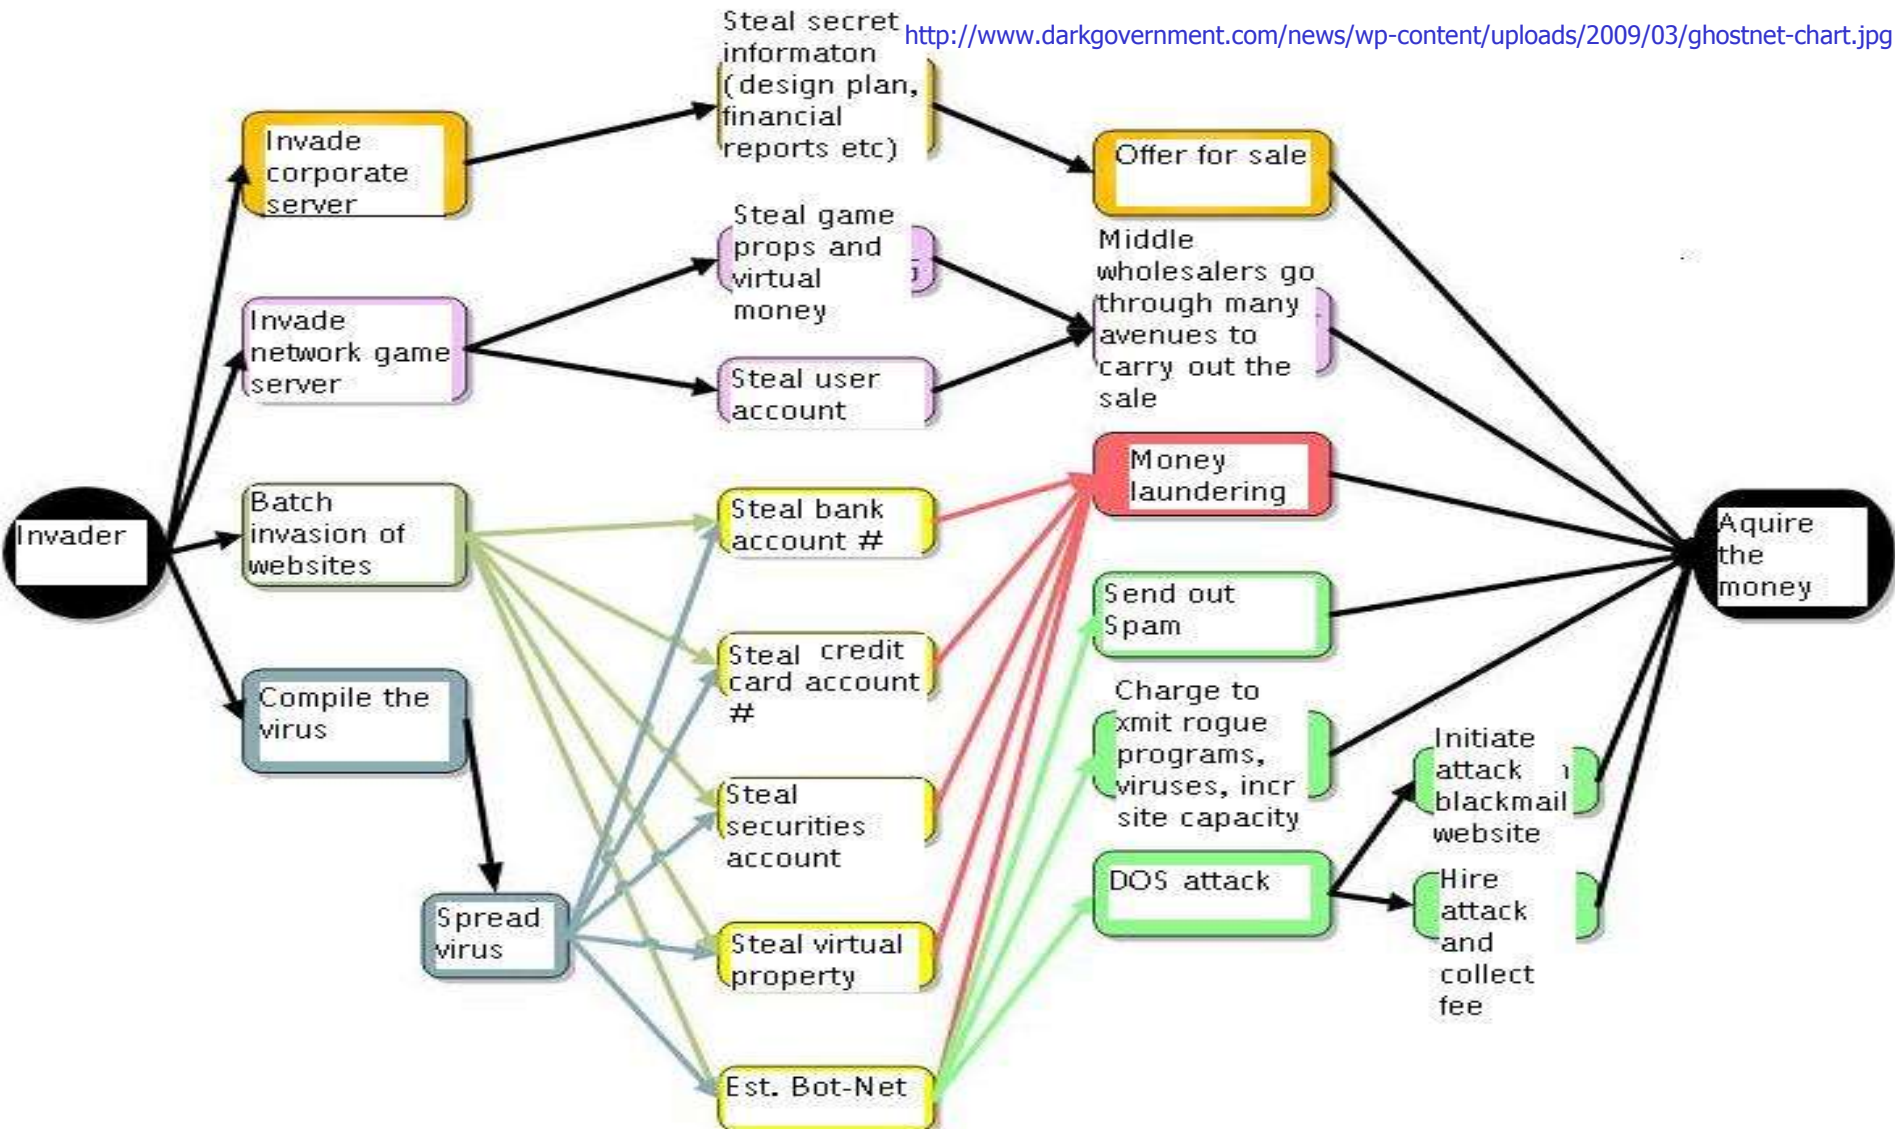 Steal secret
informaton
(design plan,
financial
reports etc)
http://www.darkgovernment.com/news/wp-content/uploads/2009/03/ghostnet-chart.jpg
Invade
corporate
server
Offer for sale
Steal game
props and
virtual
money
Middle
wholesalers go
through many
avenues to
carry out the
sale
Invade
network game
server
Steal user
account
Money
laundering
Invader
Batch
invasion of
websites
Steal bank
account #
Aquire
the
money
Send out
Spam
Steal credit
card account
#
Compile the
virus
Charge to
xmit rogue
programs,
viruses, incr
site capacity
Initiate
attack
blackmail
website
Steal
securities
account
DOS attack
Hire
attack
and
collect
fee
Spread
virus
Steal virtual
property
Est. Bot-Net